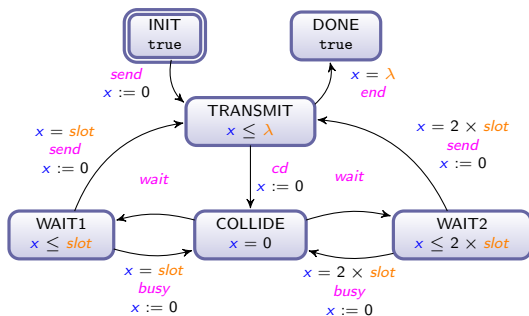 INIT
true
DONE
true
send
x := 0
x = λ
end
TRANSMIT
x ≤ λ
x = slot
send
x := 0
wait
cd
x := 0
wait
x = 2 × slot
send
x := 0
WAIT1
x ≤ slot
COLLIDE
x = 0
WAIT2
x ≤ 2 × slot
x = slot
busy
x := 0
x = 2 × slot
busy
x := 0